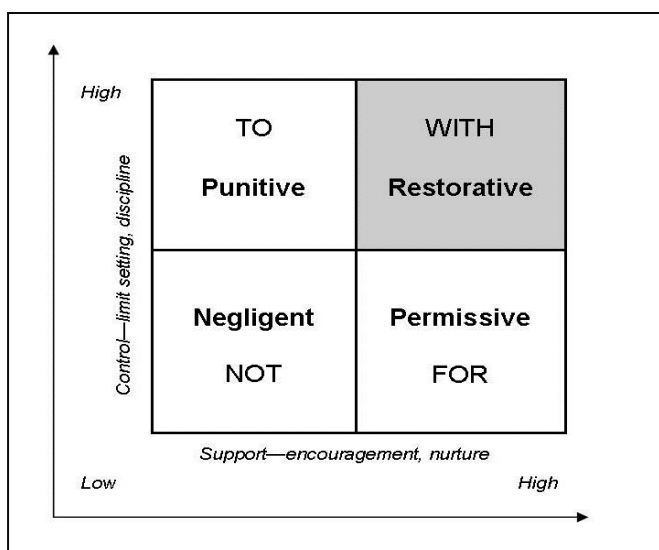 High
TO
WITH
Punitive
Restorative
Control—limit setting, discipline
Negligent
Permissive
NOT
FOR
Support—encouragement, nurture
Low
High